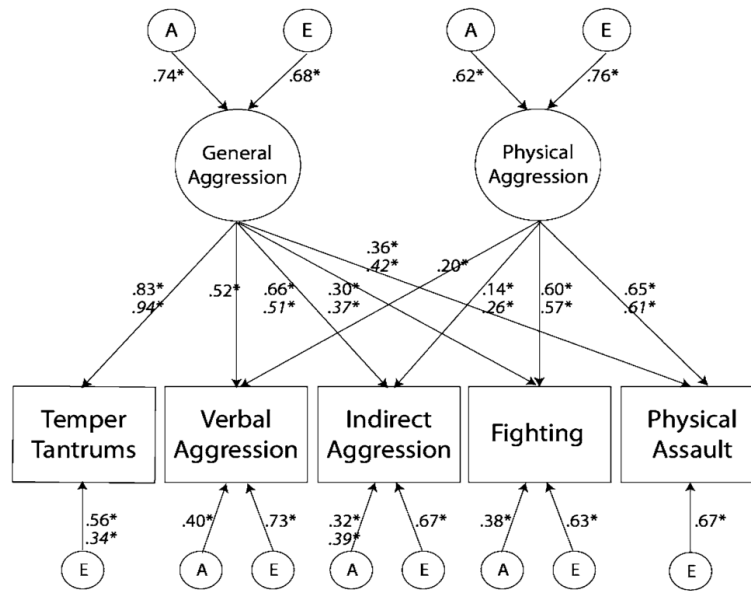 A E A E
.74* .68* .62* .76*
General Physical
Aggression Aggression
.36*
.42* .20*
.83* .52* .66* .30* .14* .60* .65*
.94* .51* .37* .26* .57* .61*
Temper Verbal Indirect Fighting Physical
Tantrums Aggression Aggression Assault
.56* .40* .73* .32* .67* .38* .63* .67*
.34* .39*
E A E A E A E E